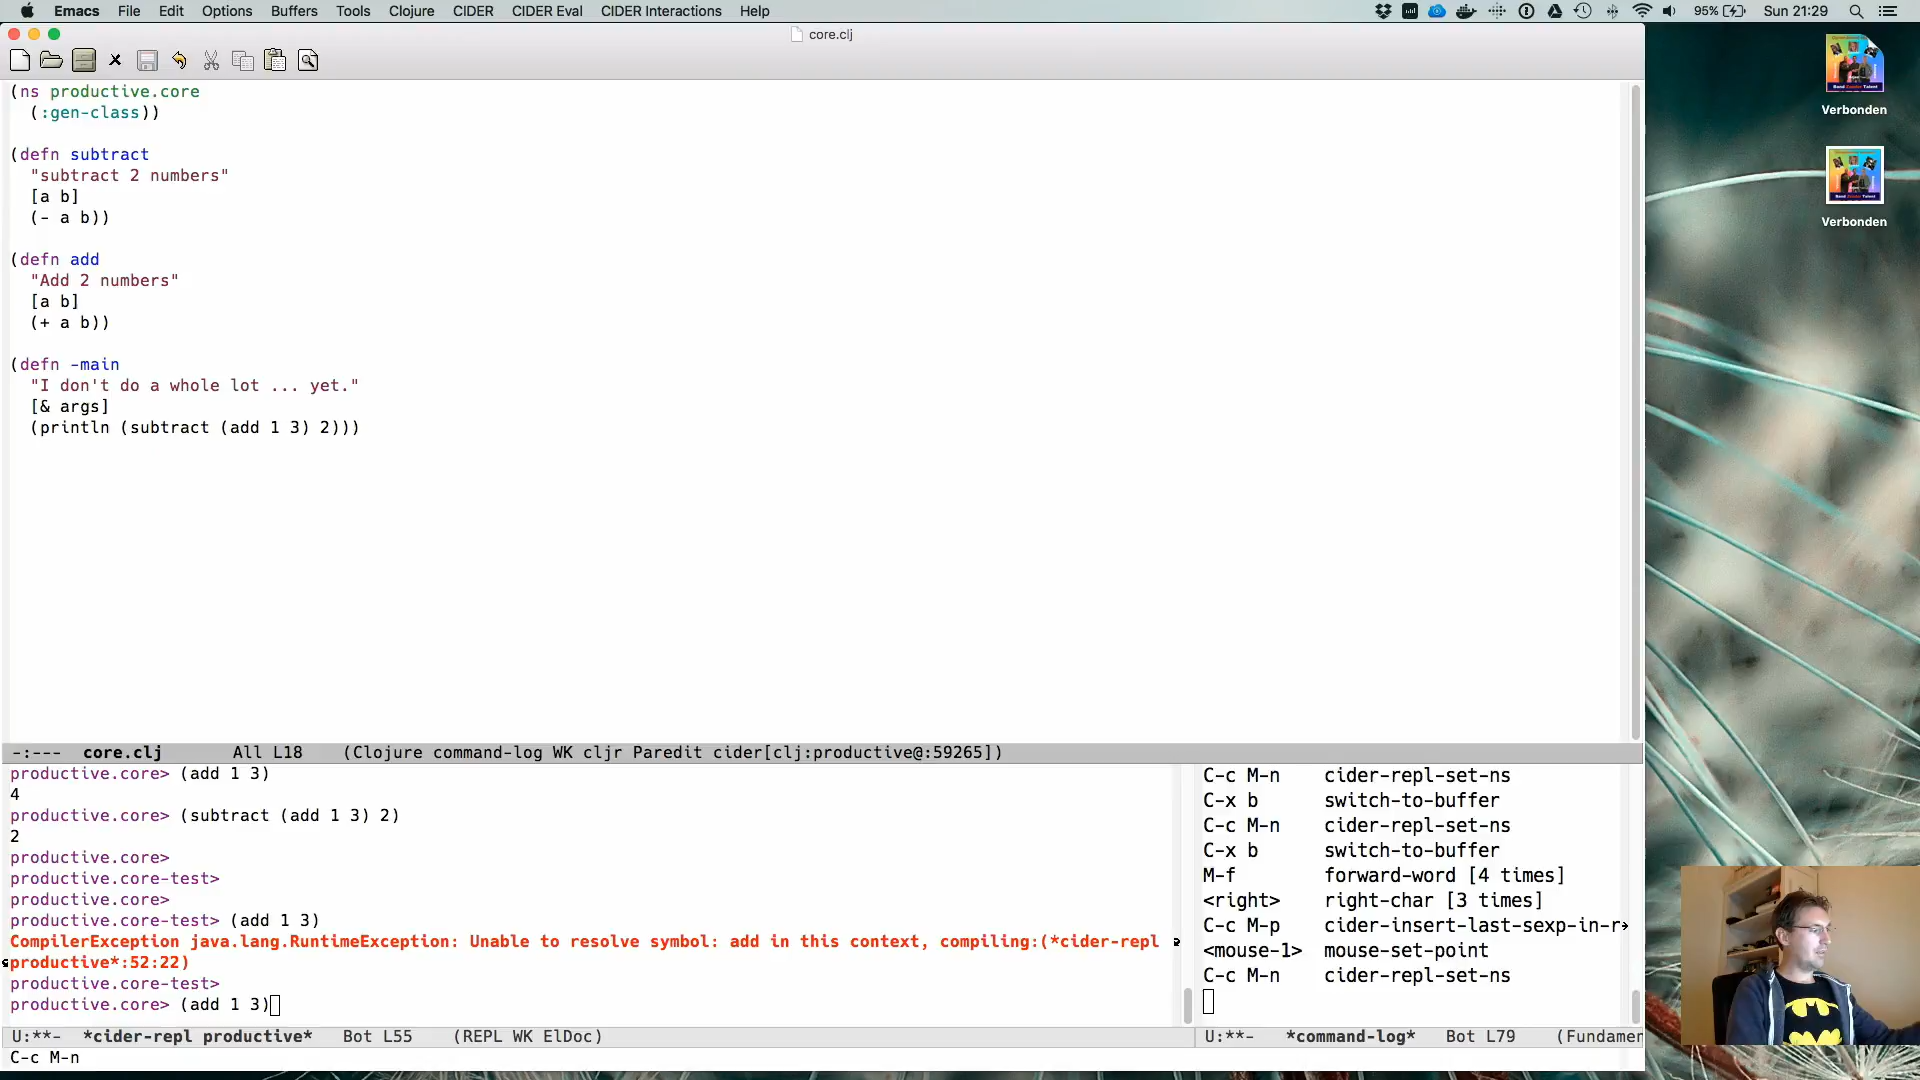 Emacs File Edit Options Buffers Tools Clojure CIDER CIDER Eval CIDER Interactions Help 95% Sun 21:29
core.clj
(ns productive.core
(:gen-class))
(defn subtract
"subtract 2 numbers"
[a b]
(- a b))
(defn add
"Add 2 numbers"
[a b]
(+ a b))
(defn -main
"I don't do a whole lot ... yet."
[& args]
(println (subtract (add 1 3) 2)))
-:--- core.clj All L18 (Clojure command-log WK cljr Paredit cider[clj:productive@:59265])
productive.core> (add 1 3)
4
productive.core> (subtract (add 1 3) 2)
2
productive.core>
productive.core-test>
productive.core>
productive.core-test> (add 1 3)
CompilerException java.lang.RuntimeException: Unable to resolve symbol: add in this context, compiling:(*cider-repl
productive*:52:22)
productive.core-test>
productive.core> (add 1 3)
U:**- *cider-repl productive* Bot L55 (REPL WK ElDoc)
C-c M-n
C-c M-n cider-repl-set-ns
C-x b switch-to-buffer
C-c M-n cider-repl-set-ns
C-x b switch-to-buffer
M-f forward-word [4 times]
<right> right-char [3 times]
C-c M-p cider-insert-last-sexp-in-r
<mouse-1> mouse-set-point
C-c M-n cider-repl-set-ns
U:**- *command-log* Bot L79 (Fundamen
Verbonden
Verbonden